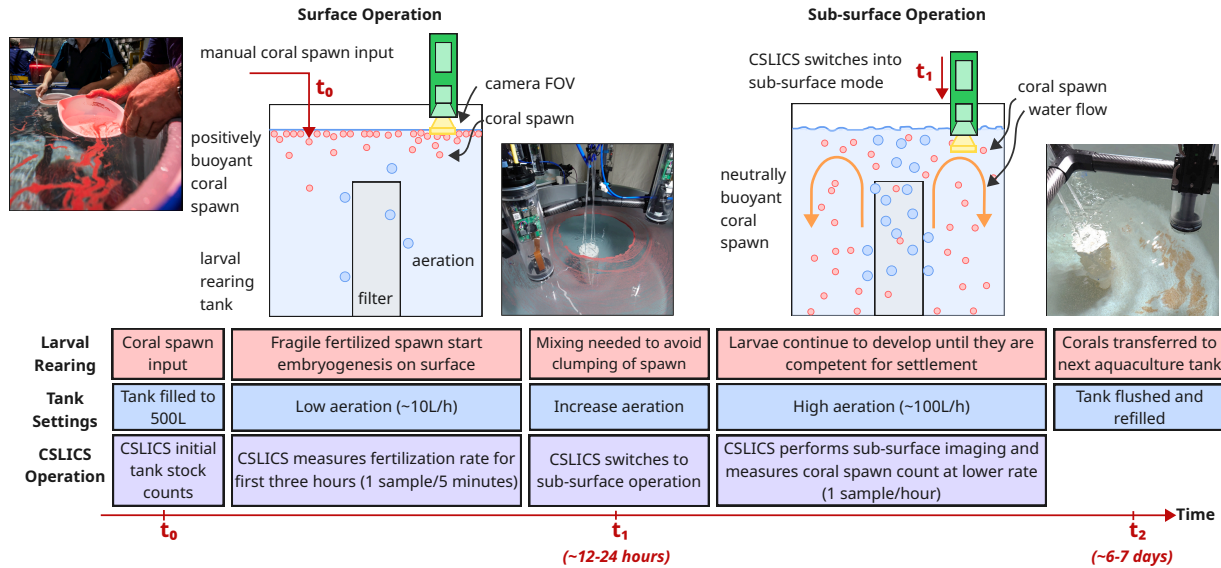 Surface Operation
Sub-surface Operation
manual coral spawn input
t₀
camera FOV
coral spawn
positively
buoyant
coral
spawn
larval
rearing
tank
filter
aeration
CSLICS switches into
sub-surface mode
t₁
coral spawn
water flow
neutrally
buoyant
coral
spawn
Larval
Rearing
Coral spawn
input
Fragile fertilized spawn start
embryogenesis on surface
Mixing needed to avoid
clumping of spawn
Larvae continue to develop until they are
competent for settlement
Corals transferred to
next aquaculture tank
Tank
Settings
Tank filled to
500L
Low aeration (~10L/h)
Increase aeration
High aeration (~100L/h)
Tank flushed and
refilled
CSLICS
Operation
CSLICS initial
tank stock
counts
CSLICS measures fertilization rate for
first three hours (1 sample/5 minutes)
CSLICS switches to
sub-surface operation
CSLICS performs sub-surface imaging and
measures coral spawn count at lower rate
(1 sample/hour)
Time
t₀
t₁
t₂
(~12-24 hours)
(~6-7 days)